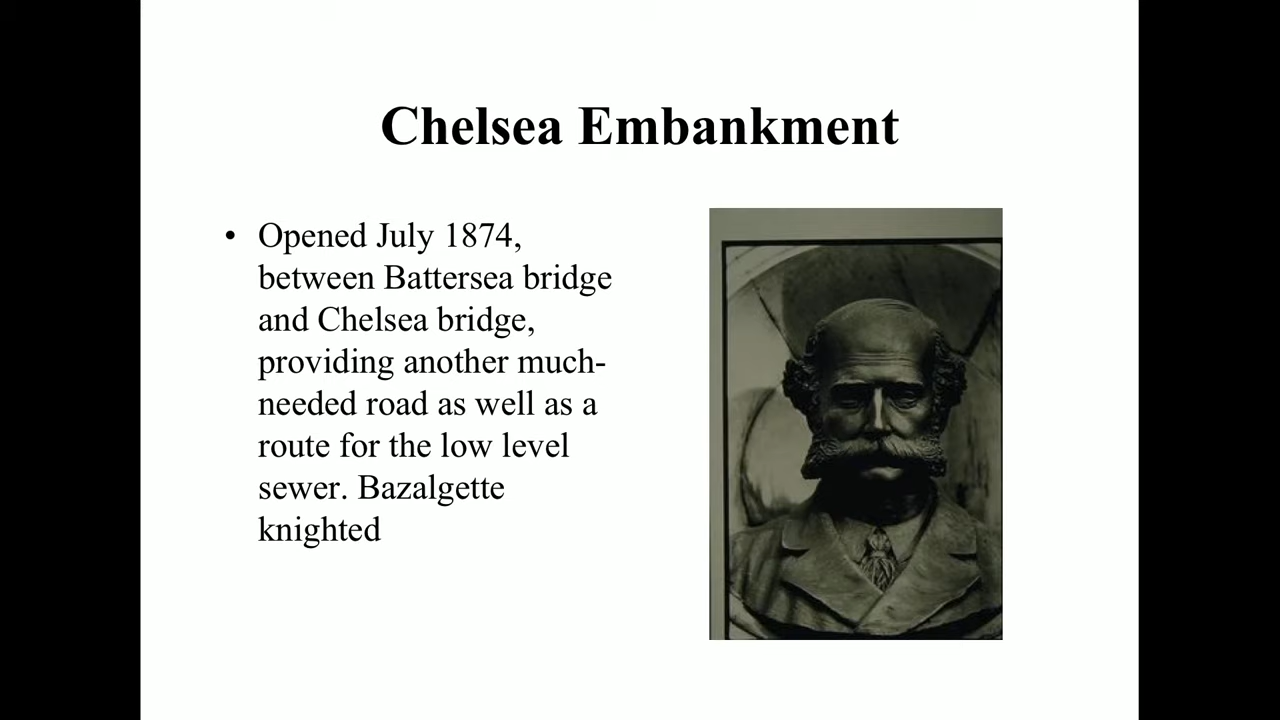 Chelsea Embankment
• Opened July 1874,
between Battersea bridge
and Chelsea bridge,
providing another much-
needed road as well as a
route for the low level
sewer. Bazalgette
knighted